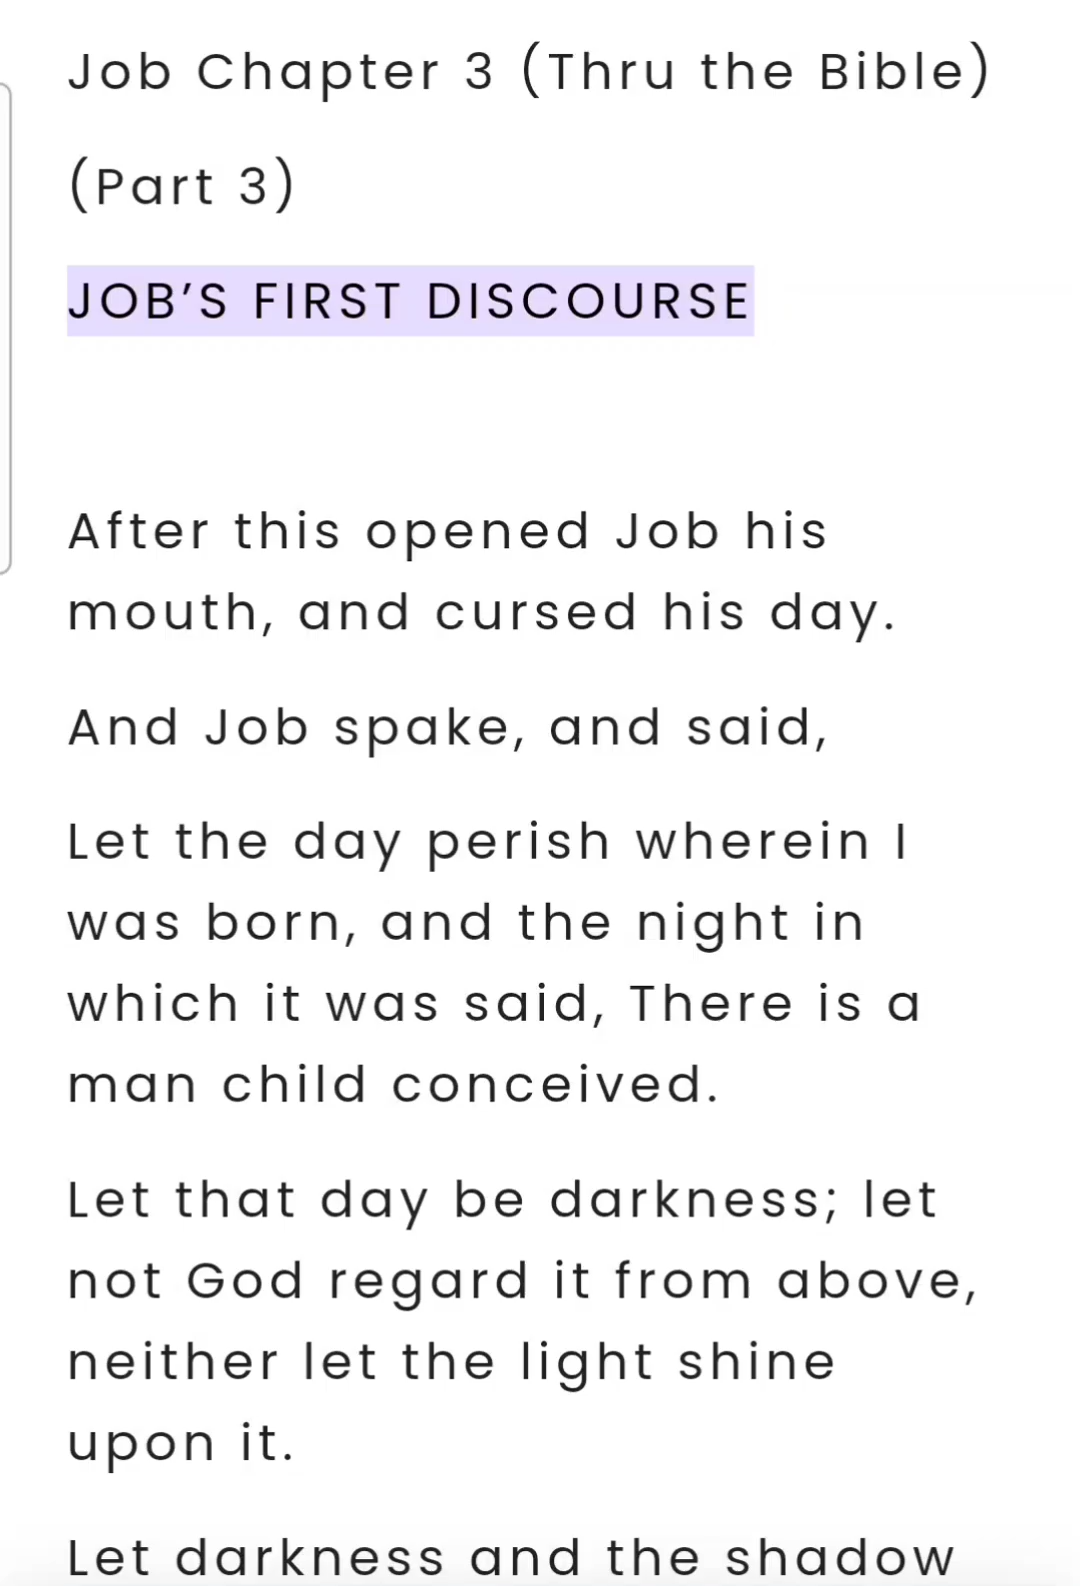 Job Chapter 3 (Thru the Bible)
(Part 3)
JOB’S FIRST DISCOURSE
After this opened Job his
mouth, and cursed his day.
And Job spake, and said,
Let the day perish wherein I
was born, and the night in
which it was said, There is a
man child conceived.
Let that day be darkness; let
not God regard it from above,
neither let the light shine
upon it.
Let darkness and the shadow